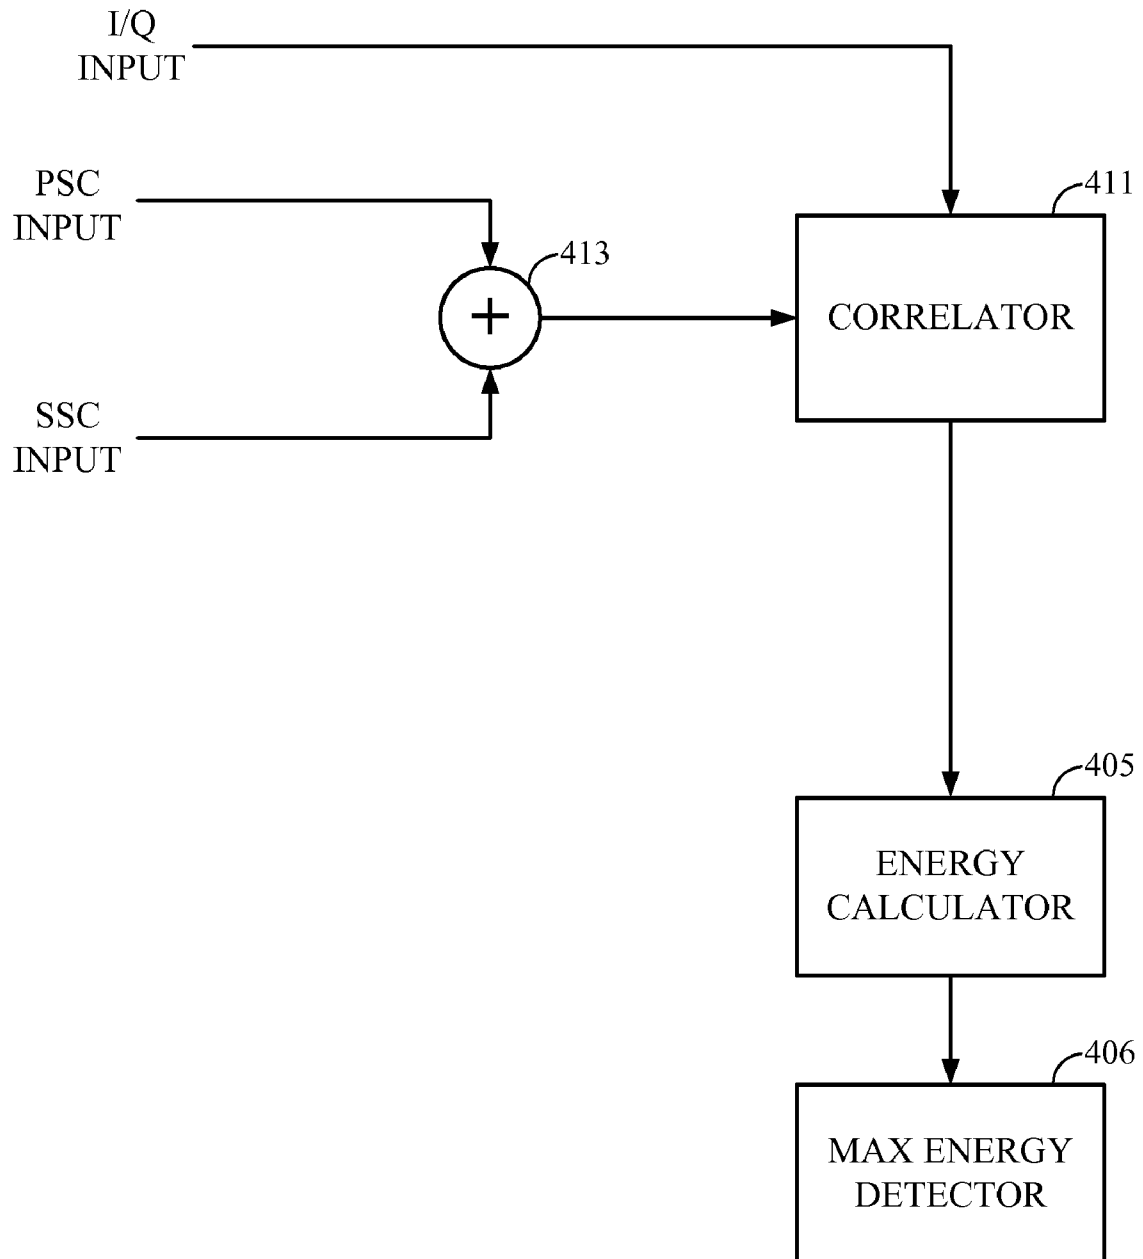 I/Q
INPUT
PSC
INPUT
411
413
+
CORRELATOR
SSC
INPUT
405
ENERGY
CALCULATOR
406
MAX ENERGY
DETECTOR